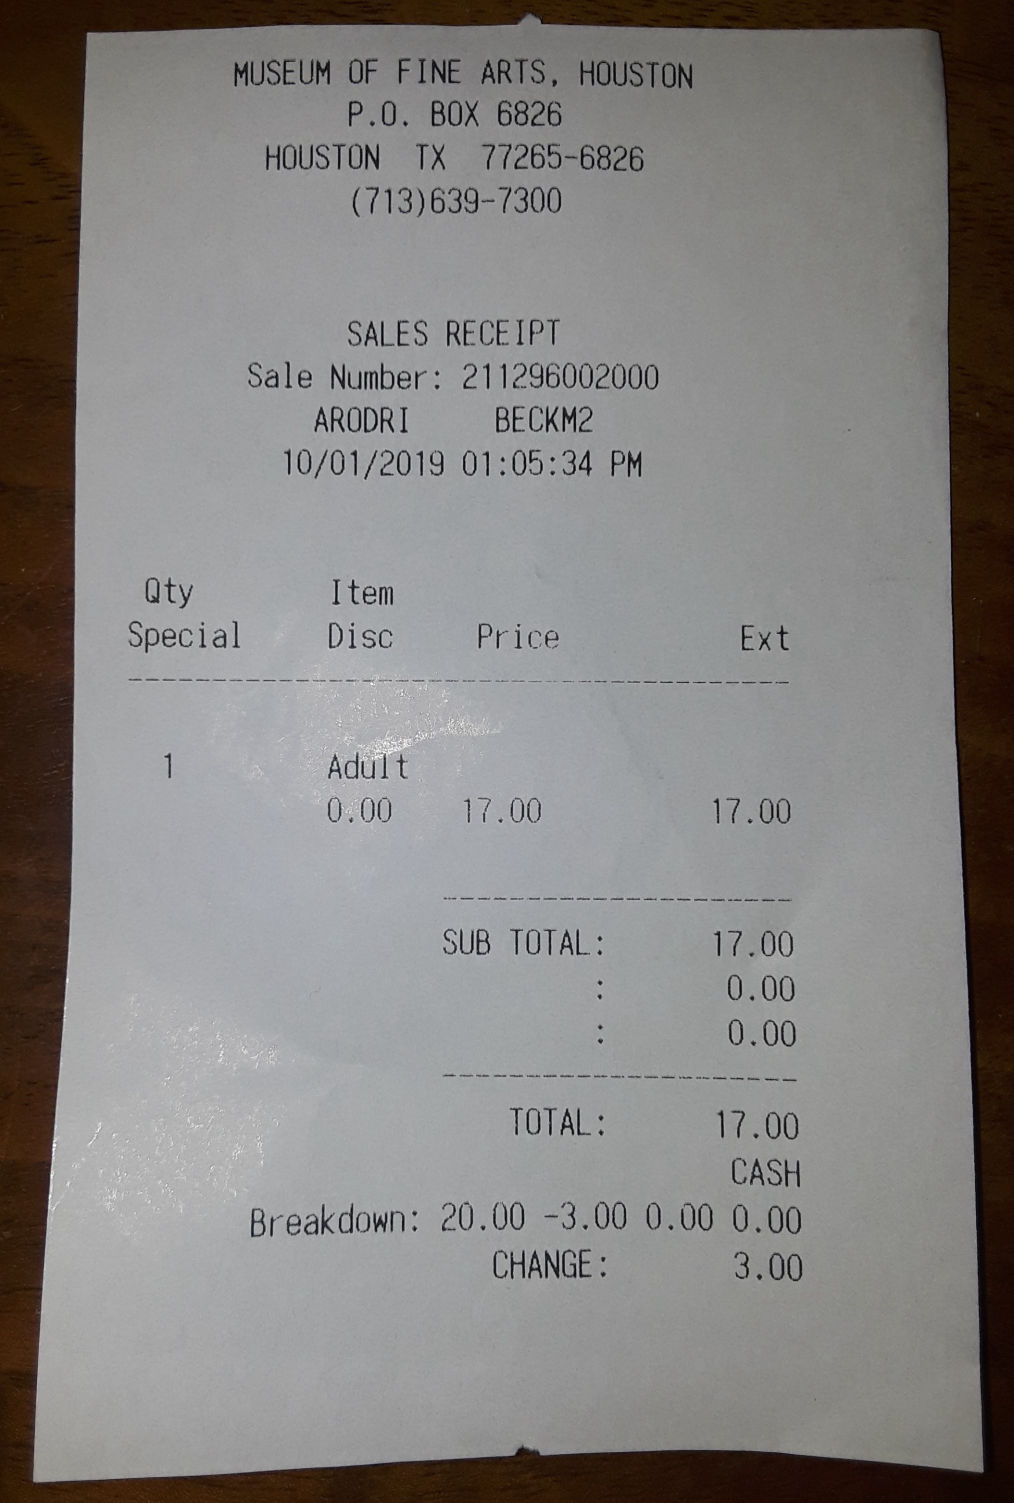 MUSEUM OF FINE ARTS, HOUSTON
P.O. BOX 6826
HOUSTON TX 77265-6826
(713)639-7300
SALES RECEIPT
Sale Number: 211296002000
ARODRI BECKM2
10/01/2019 01:05:34 PM
Qty Item
Special Disc Price Ext
----------------------------------------
1 Adult
0.00 17.00 17.00
---------------------
SUB TOTAL: 17.00
: 0.00
: 0.00
---------------------
TOTAL: 17.00
CASH
Breakdown: 20.00 -3.00 0.00 0.00
CHANGE: 3.00